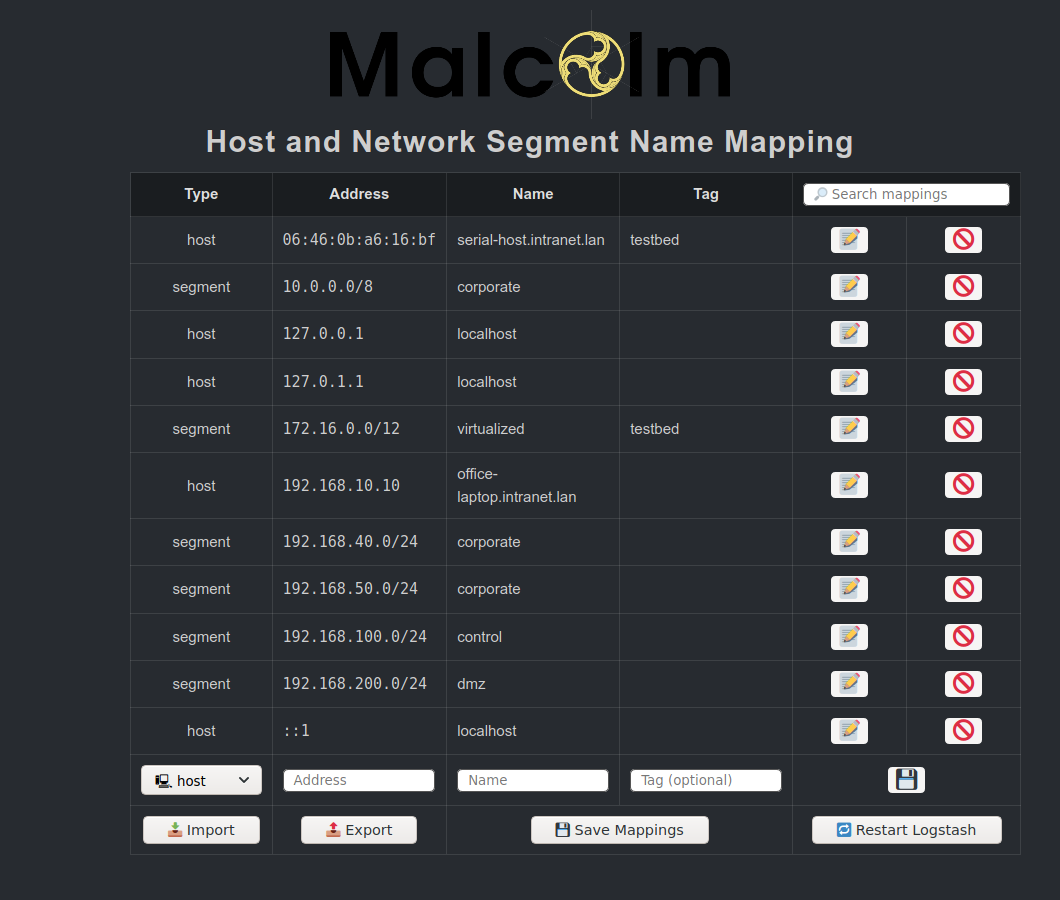 Malcolm
Host and Network Segment Name Mapping
Type Address Name Tag Search mappings
host 06:46:0b:a6:16:bf serial-host.intranet.lan testbed
segment 10.0.0.0/8 corporate
host 127.0.0.1 localhost
host 127.0.1.1 localhost
segment 172.16.0.0/12 virtualized testbed
host 192.168.10.10 office-
laptop.intranet.lan
segment 192.168.40.0/24 corporate
segment 192.168.50.0/24 corporate
segment 192.168.100.0/24 control
segment 192.168.200.0/24 dmz
host ::1 localhost
host Address Name Tag (optional)
Import Export Save Mappings Restart Logstash